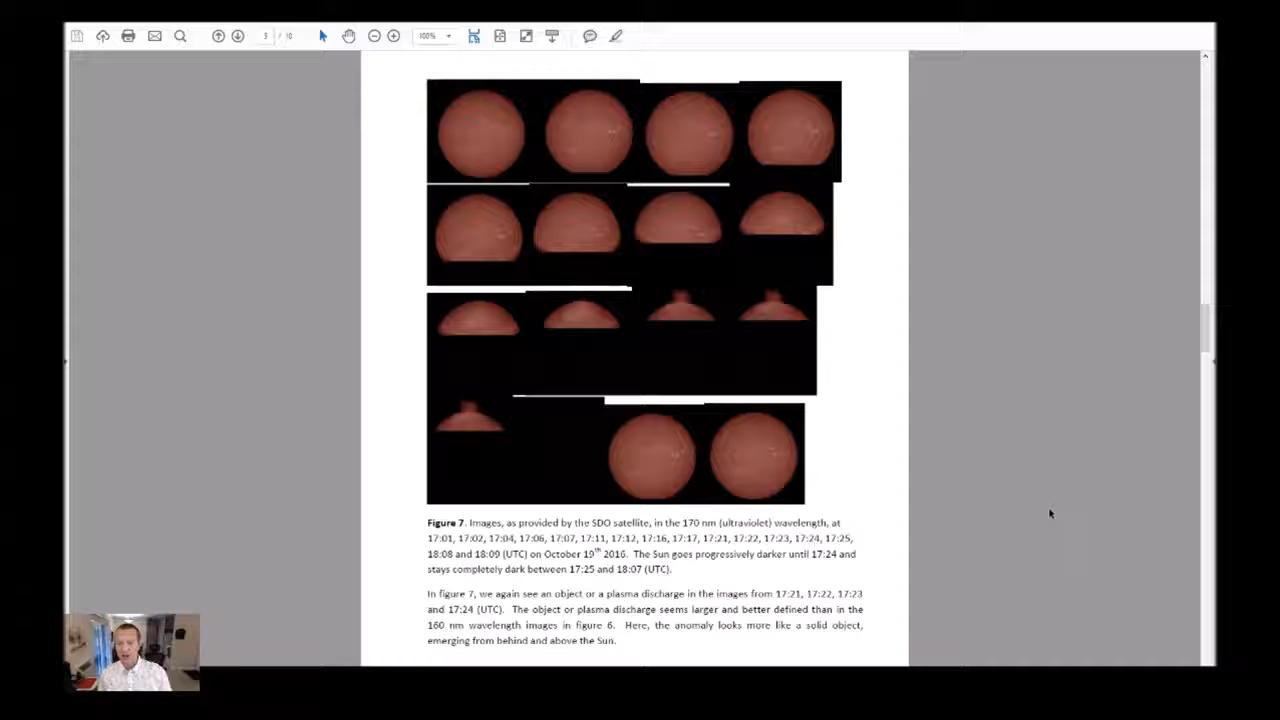 100%
Figure 7. Images, as provided by the SDO satellite, in the 170 nm (ultraviolet) wavelength, at
17:01, 17:02, 17:04, 17:06, 17:07, 17:11, 17:12, 17:16, 17:17, 17:21, 17:22, 17:23, 17:24, 17:25,
18:08 and 18:09 (UTC) on October 19th 2016. The Sun goes progressively darker until 17:24 and
stays completely dark between 17:25 and 18:07 (UTC).
In figure 7, we again see an object or a plasma discharge in the images from 17:21, 17:22, 17:23
and 17:24 (UTC). The object or plasma discharge seems larger and better defined than in the
160 nm wavelength images in figure 6. Here, the anomaly looks more like a solid object,
emerging from behind and above the Sun.